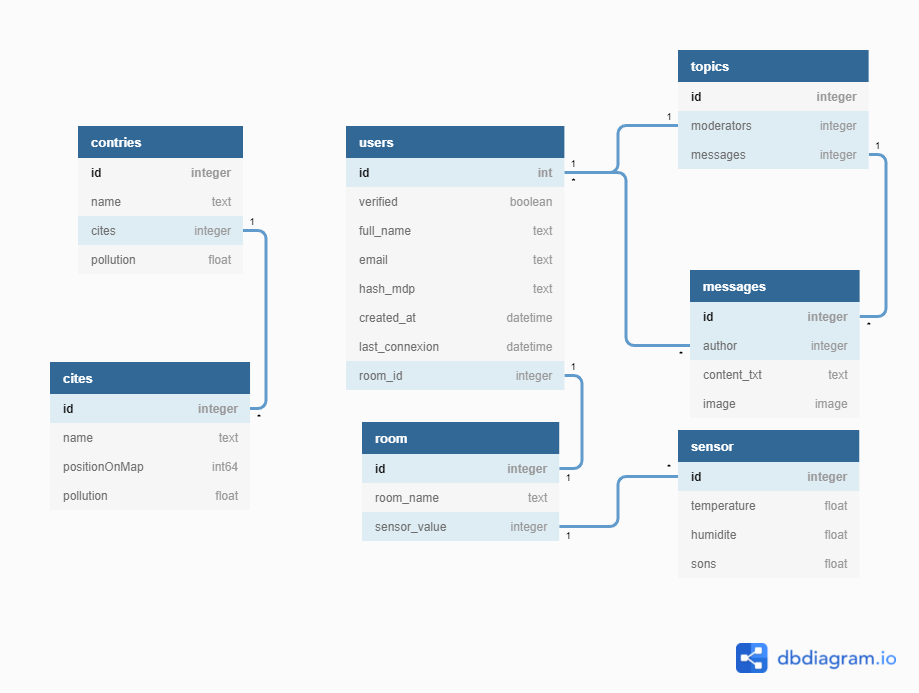 contries
id integer
name text
cites integer
pollution float
1
*
cites
id integer
name text
positionOnMap int64
pollution float
users
id int
verified boolean
full_name text
email text
hash_mdp text
created_at datetime
last_connexion datetime
room_id integer
1
*
1
room
id integer
room_name text
sensor_value integer
1
1
topics
id integer
moderators integer
messages integer
1
1
messages
id integer
author integer
content_txt text
image image
*
*
sensor
id integer
temperature float
humidite float
sons float
*
dbdiagram.io